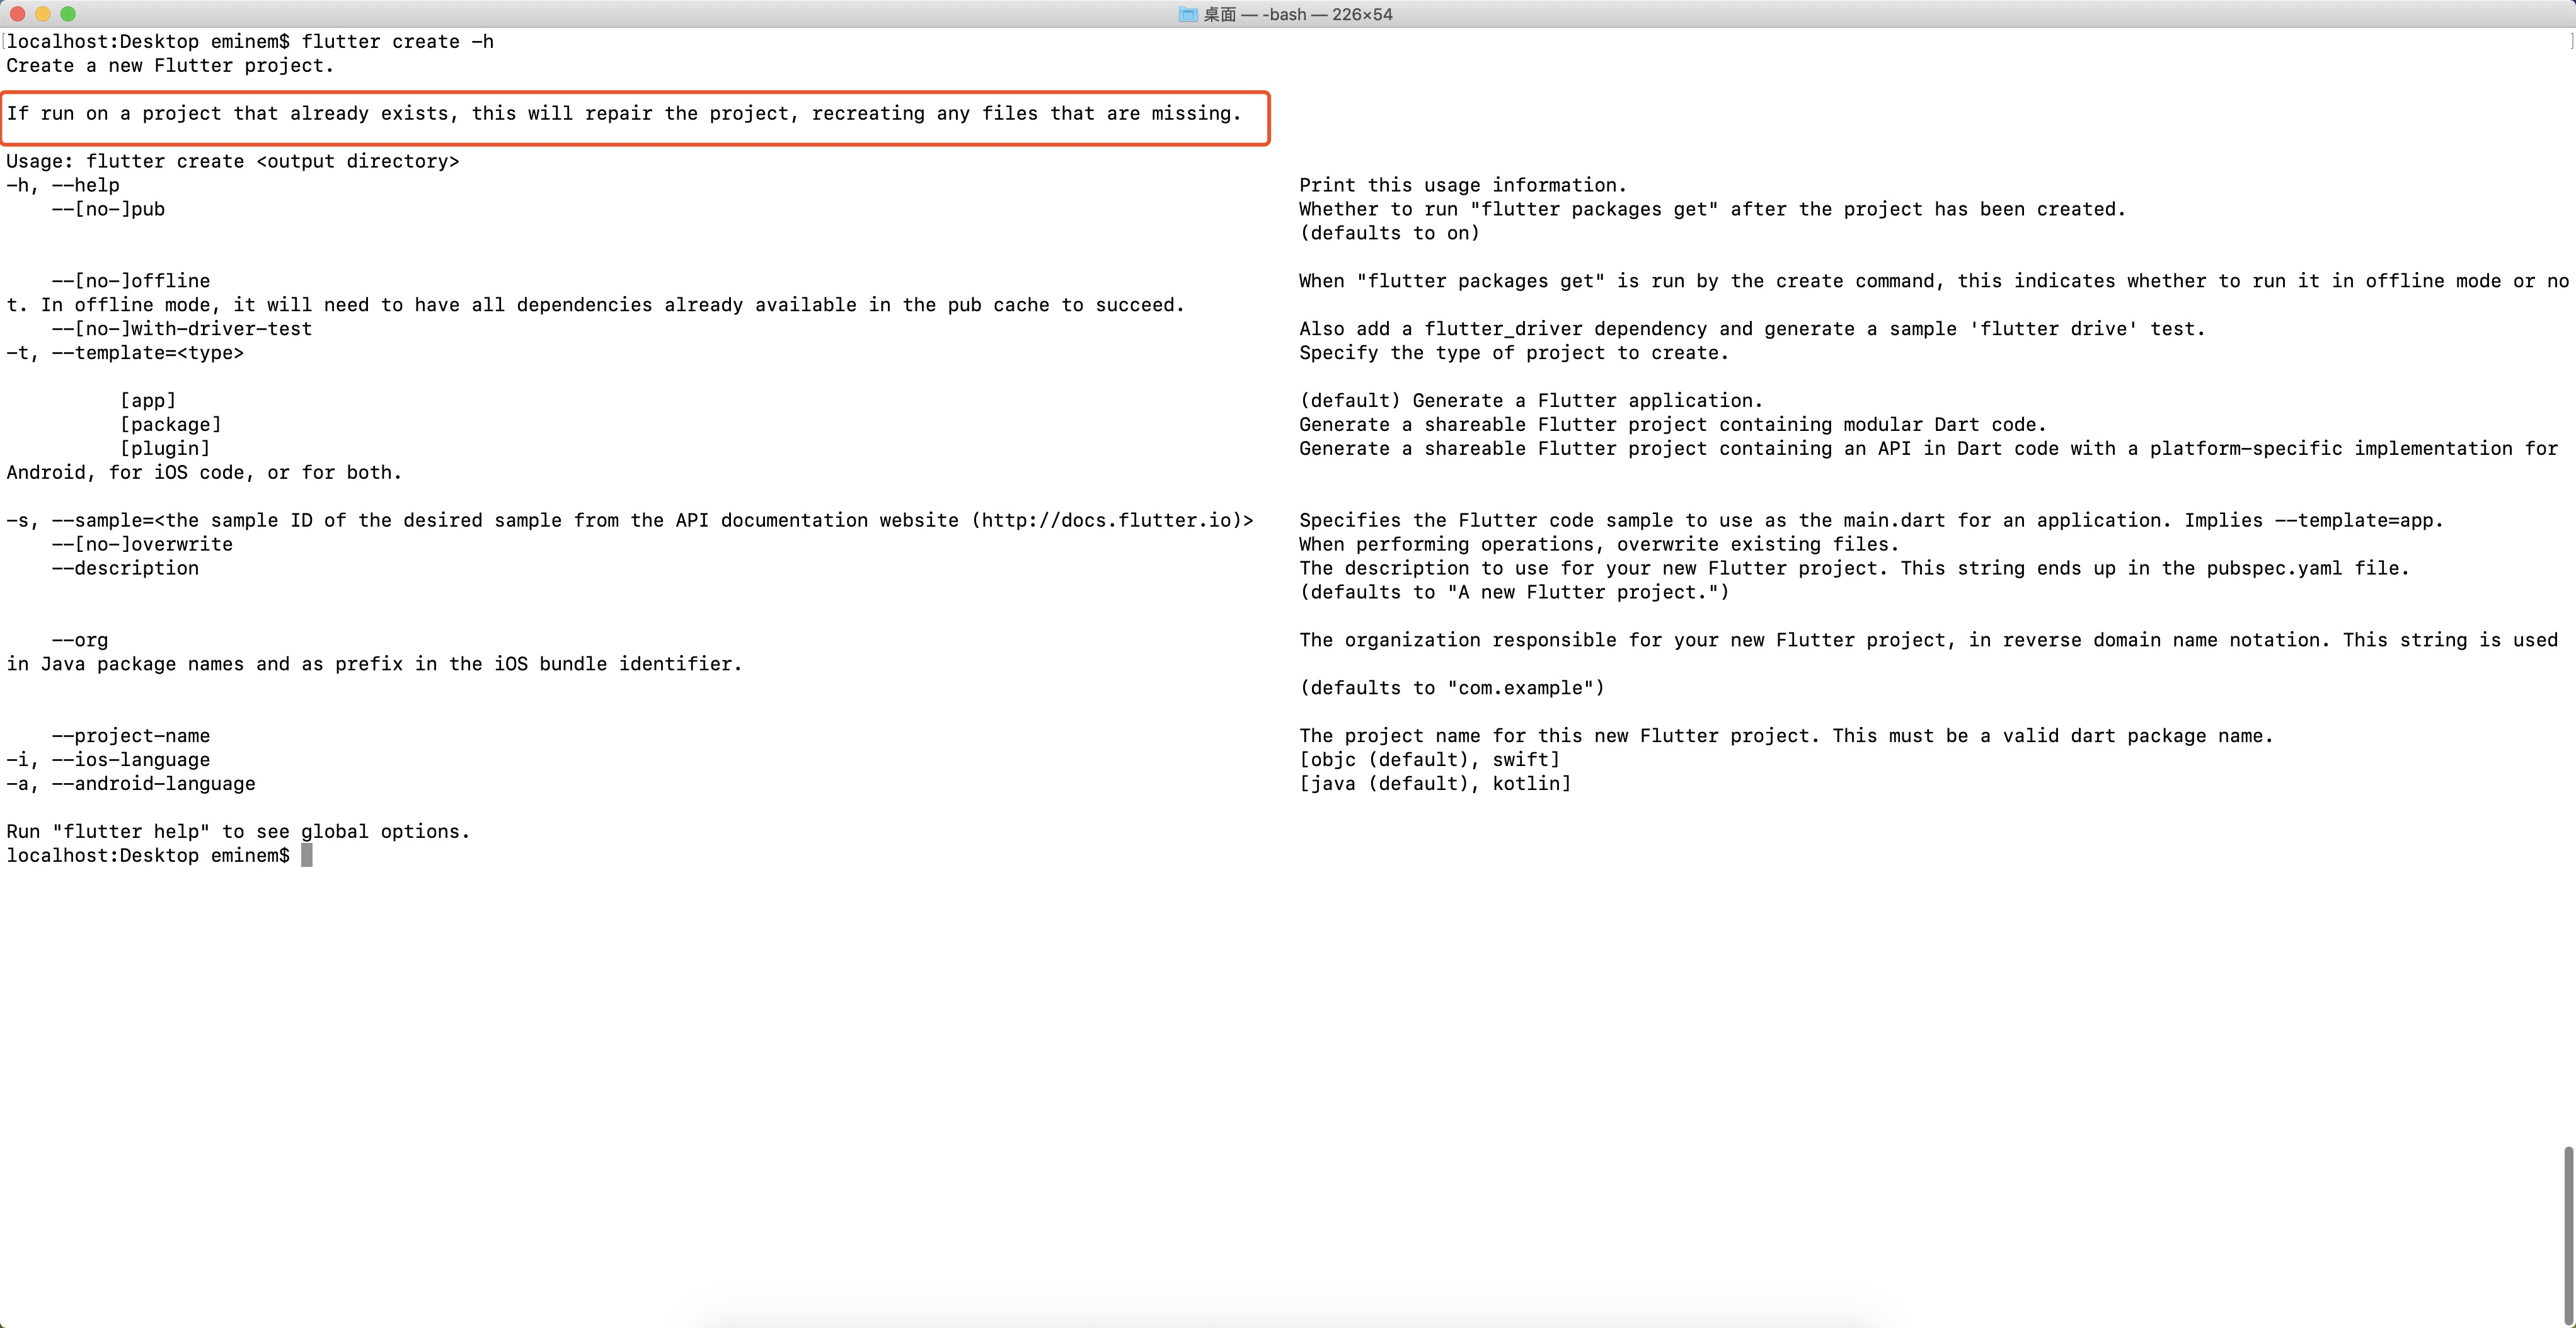 桌面 — -bash — 226×54
localhost:Desktop eminem$ flutter create -h
Create a new Flutter project.
If run on a project that already exists, this will repair the project, recreating any files that are missing.
Usage: flutter create <output directory>
-h, --help                                                                                                        Print this usage information.
    --[no-]pub                                                                                                    Whether to run "flutter packages get" after the project has been created.
(defaults to on)
    --[no-]offline                                                                                                When "flutter packages get" is run by the create command, this indicates whether to run it in offline mode or no
t. In offline mode, it will need to have all dependencies already available in the pub cache to succeed.
    --[no-]with-driver-test                                                                                       Also add a flutter_driver dependency and generate a sample 'flutter drive' test.
-t, --template=<type>                                                                                             Specify the type of project to create.
          [app]                                                                                                   (default) Generate a Flutter application.
          [package]                                                                                               Generate a shareable Flutter project containing modular Dart code.
          [plugin]                                                                                                Generate a shareable Flutter project containing an API in Dart code with a platform-specific implementation for
Android, for iOS code, or for both.
-s, --sample=<the sample ID of the desired sample from the API documentation website (http://docs.flutter.io)>    Specifies the Flutter code sample to use as the main.dart for an application. Implies --template=app.
    --[no-]overwrite                                                                                              When performing operations, overwrite existing files.
    --description                                                                                                 The description to use for your new Flutter project. This string ends up in the pubspec.yaml file.
(defaults to "A new Flutter project.")
    --org                                                                                                         The organization responsible for your new Flutter project, in reverse domain name notation. This string is used
in Java package names and as prefix in the iOS bundle identifier.
(defaults to "com.example")
    --project-name                                                                                                The project name for this new Flutter project. This must be a valid dart package name.
-i, --ios-language                                                                                                [objc (default), swift]
-a, --android-language                                                                                            [java (default), kotlin]
Run "flutter help" to see global options.
localhost:Desktop eminem$